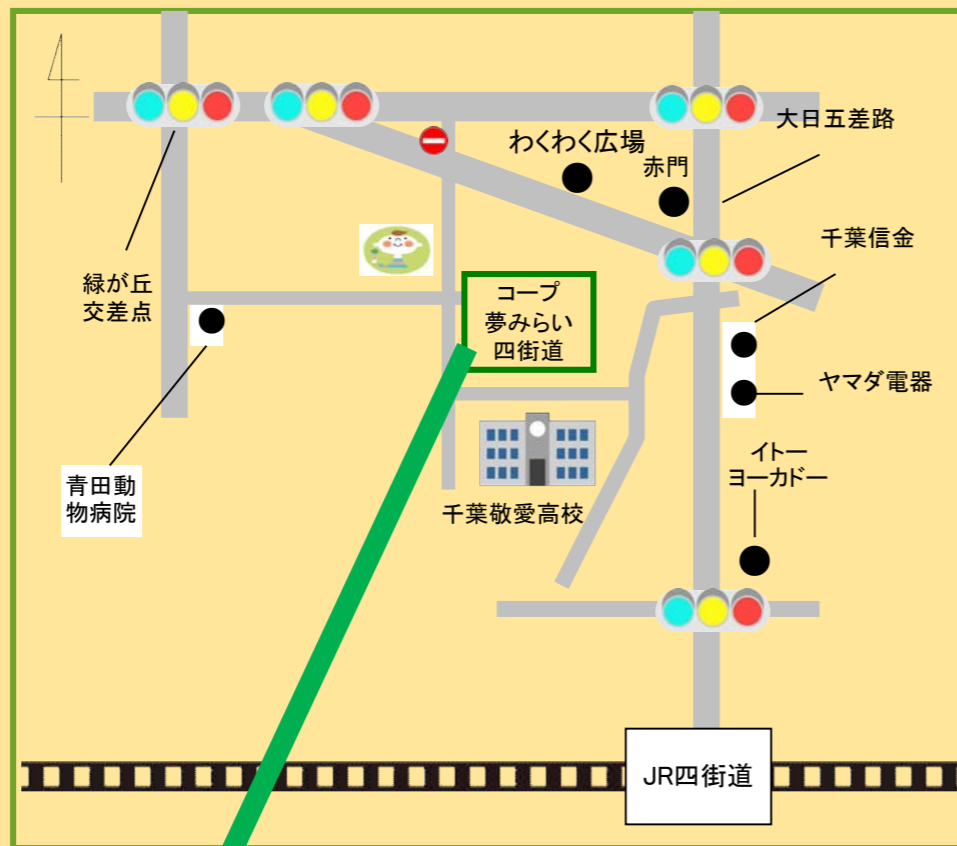 大日五差路
わくわく広場
赤門
千葉信金
緑が丘
交差点
コープ
夢みらい
四街道
ヤマダ電器
イトー
ヨーカドー
青田動
物病院
千葉敬愛高校
JR四街道